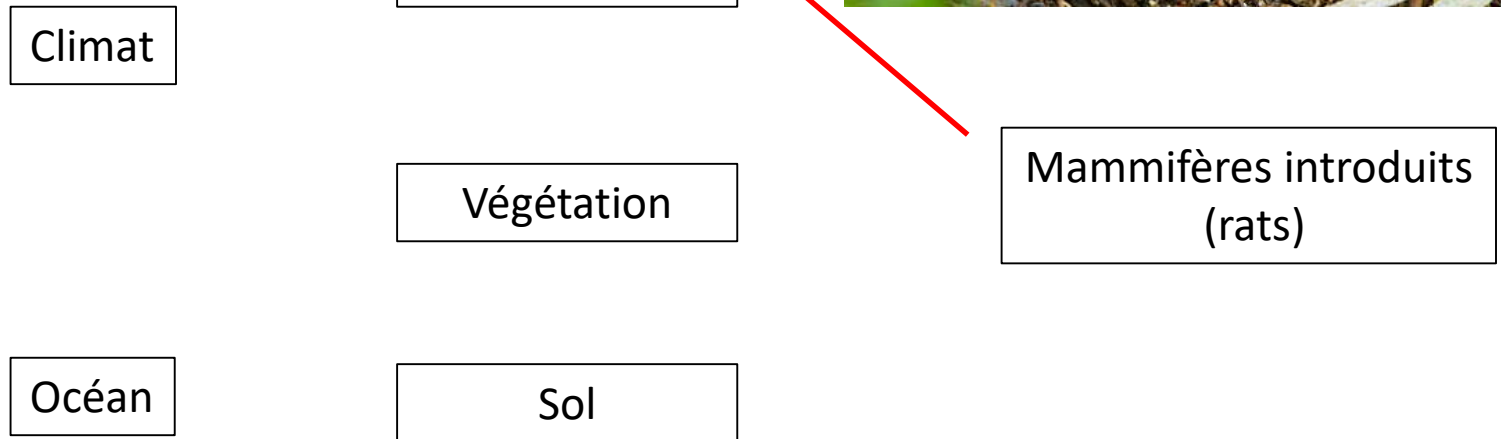 Climat
Végétation
Mammifères introduits
(rats)
Océan
Sol